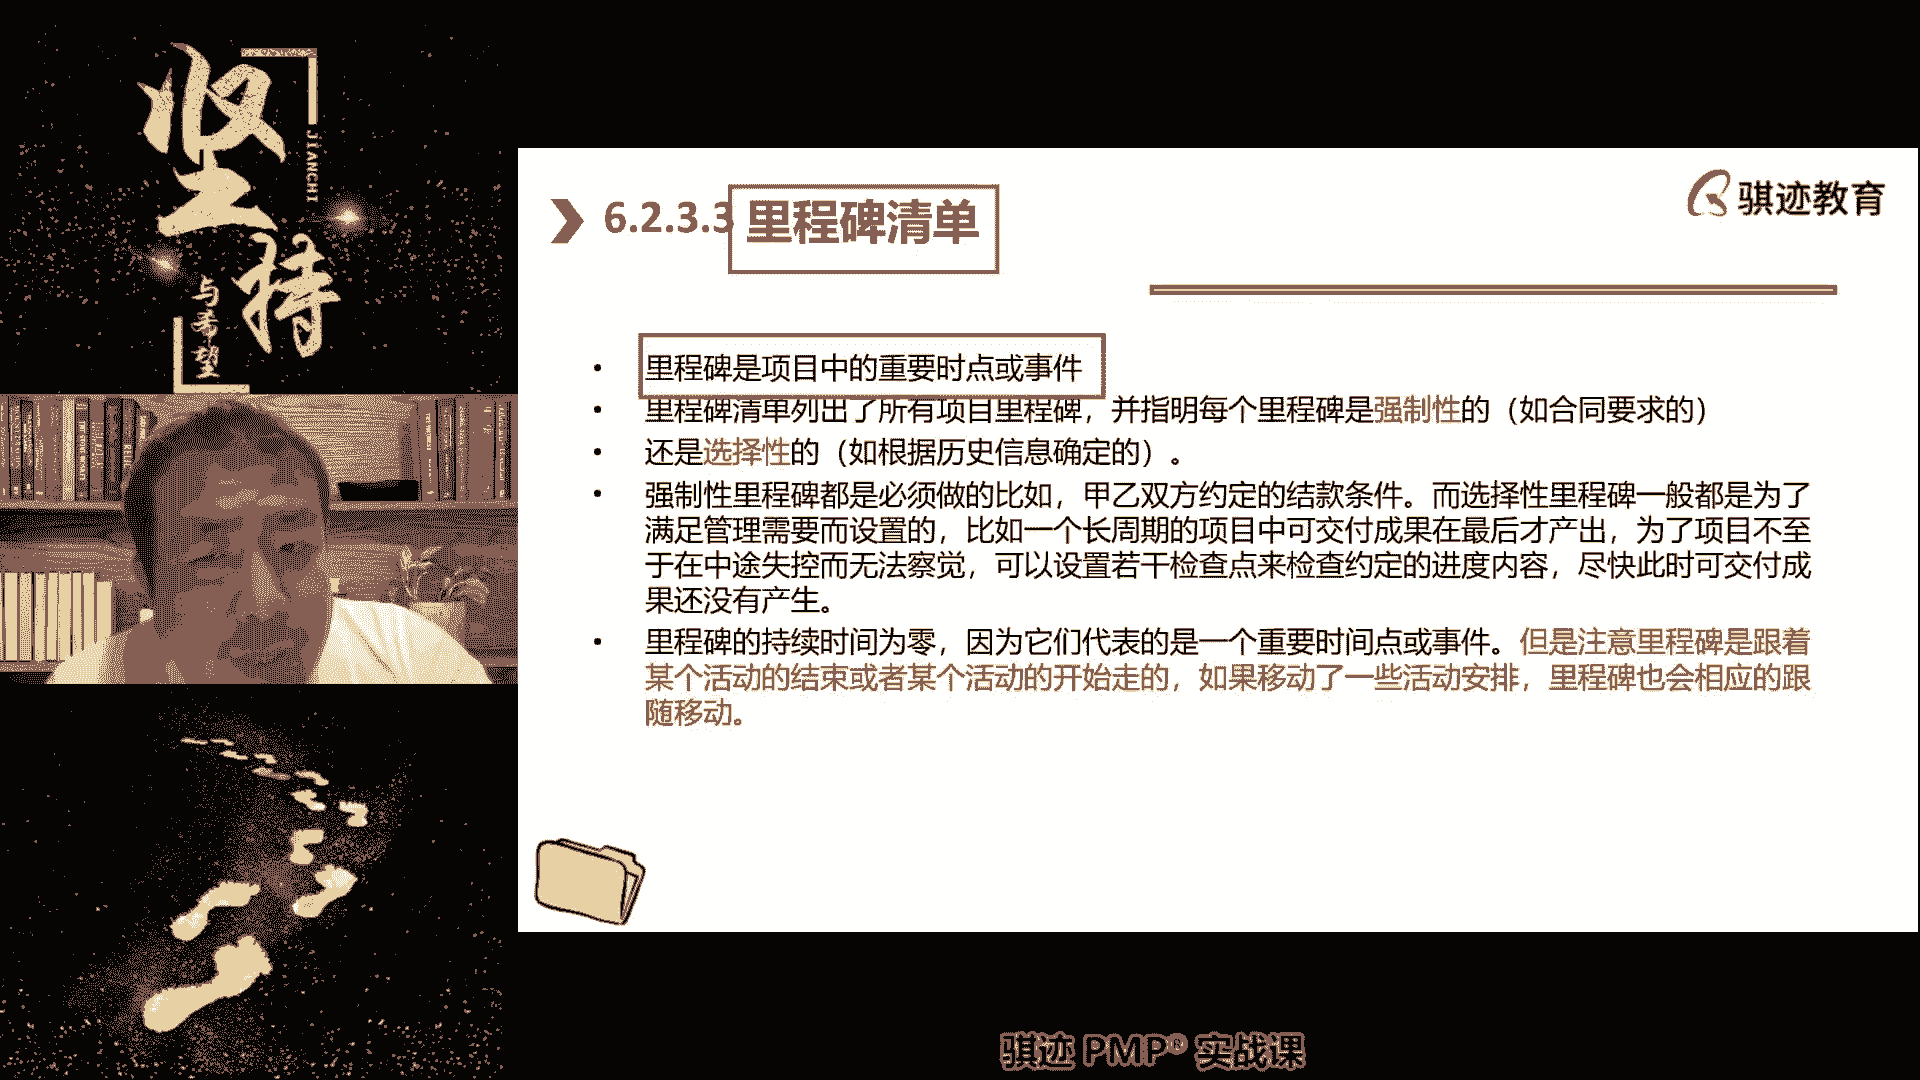 坚持
JIANCHI
与希望
骐迹教育
6.2.3.3 里程碑清单
• 里程碑是项目中的重要时点或事件
• 里程碑清单列出了所有项目里程碑，并指明每个里程碑是强制性的（如合同要求的）
• 还是选择性的（如根据历史信息确定的）。
• 强制性里程碑都是必须做的比如，甲乙双方约定的结款条件。而选择性里程碑一般都是为了
满足管理需要而设置的，比如一个长周期的项目中可交付成果在最后才产出，为了项目不至
于在中途失控而无法察觉，可以设置若干检查点来检查约定的进度内容，尽快此时可交付成
果还没有产生。
• 里程碑的持续时间为零，因为它们代表的是一个重要时间点或事件。但是注意里程碑是跟着
某个活动的结束或者某个活动的开始走的，如果移动了一些活动安排，里程碑也会相应的跟
随移动。
骐迹 PMP® 实战课